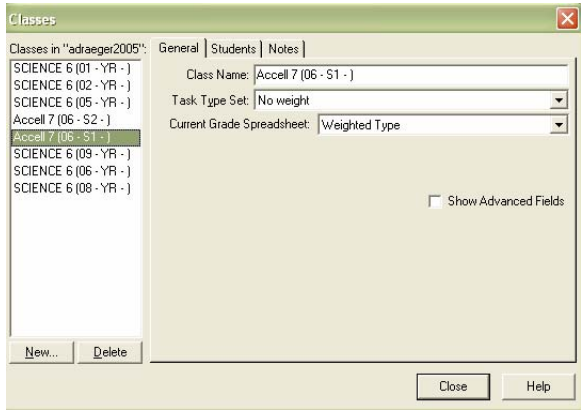 Classes
Classes in "adraeger2005":
SCIENCE 6 (01 - YR - )
SCIENCE 6 (02 - YR - )
SCIENCE 6 (05 - YR - )
Accell 7 (06 - S2 - )
Accell 7 (06 - S1 - )
SCIENCE 6 (09 - YR - )
SCIENCE 6 (06 - YR - )
SCIENCE 6 (08 - YR - )
New... Delete
General Students Notes
Class Name: Accell 7 (06 - S1 - )
Task Type Set: No weight
Current Grade Spreadsheet: Weighted Type
Show Advanced Fields
Close Help